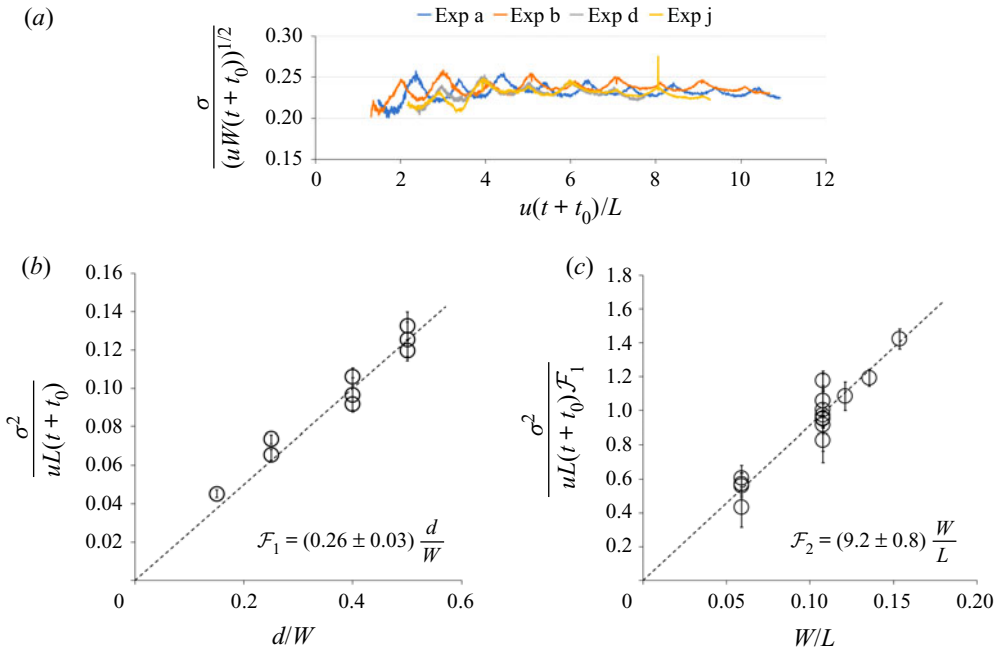 (a)
Exp a Exp b Exp d Exp j
σ
(uW(t + t0))1/2
0.30
0.25
0.20
0.15
0 2 4 6 8 10 12
u(t + t0)/L
(b)
σ2
uL(t + t0)
0.16
0.14
0.12
0.10
0.08
0.06
0.04
0.02
0 0.2 0.4 0.6
F1 = (0.26 ± 0.03) d
W
d/W
(c)
σ2
uL(t + t0)F1
1.8
1.6
1.4
1.2
1.0
0.8
0.6
0.4
0.2
0 0.05 0.10 0.15 0.20
F2 = (9.2 ± 0.8) W
L
W/L